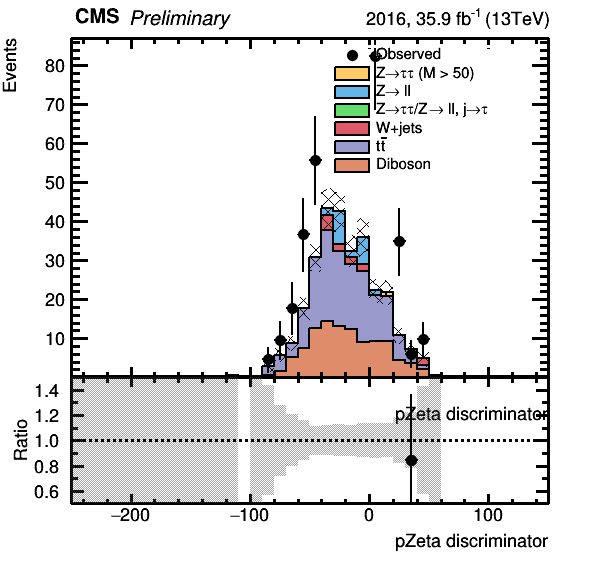 CMS Preliminary 2016, 35.9 fb⁻¹ (13TeV)
Events
80
70
60
50
40
30
20
10
Observed
Z→ττ (M > 50)
Z→ ll
Z→ττ/Z→ ll, j→τ
W+jets
tt̄
Diboson
Ratio
1.4
1.2
1.0
0.8
0.6
pZeta discriminator
−200 −100 0 100
pZeta discriminator